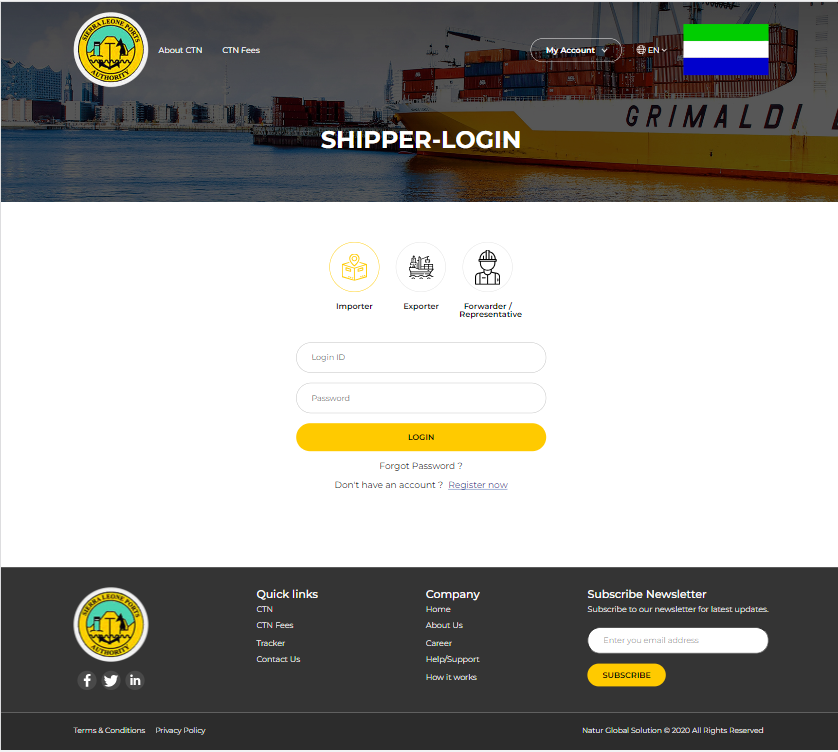 SIERRA LEONE PORTS
AUTHORITY
About CTN
CTN Fees
My Account
EN
GRIMALDI
SHIPPER-LOGIN
Importer
Exporter
Forwarder /
Representative
Login ID
Password
LOGIN
Forgot Password ?
Don't have an account ? Register now
SIERRA LEONE PORTS
AUTHORITY
Quick links
CTN
CTN Fees
Tracker
Contact Us
Company
Home
About Us
Career
Help/Support
How it works
Subscribe Newsletter
Subscribe to our newsletter for latest updates.
Enter you email address
SUBSCRIBE
Terms & Conditions
Privacy Policy
Natur Global Solution © 2020 All Rights Reserved